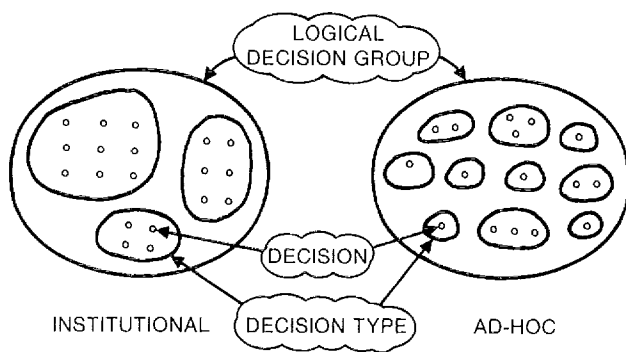 LOGICAL
DECISION GROUP
DECISION
INSTITUTIONAL
DECISION TYPE
AD-HOC